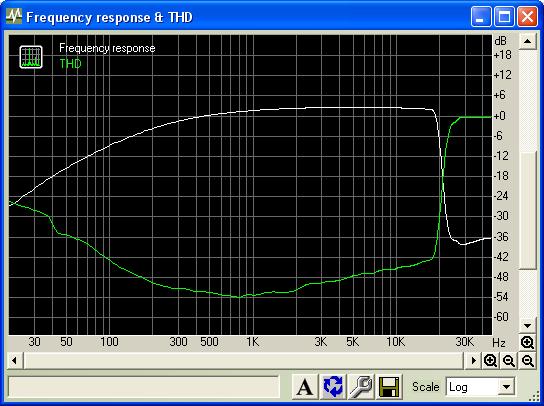 Frequency response & THD
Frequency response
THD
dB
+18
+12
+6
+0
-6
-12
-18
-24
-30
-36
-42
-48
-54
-60
30 50 100 300 500 1K 3K 5K 10K 30K Hz
A Scale Log